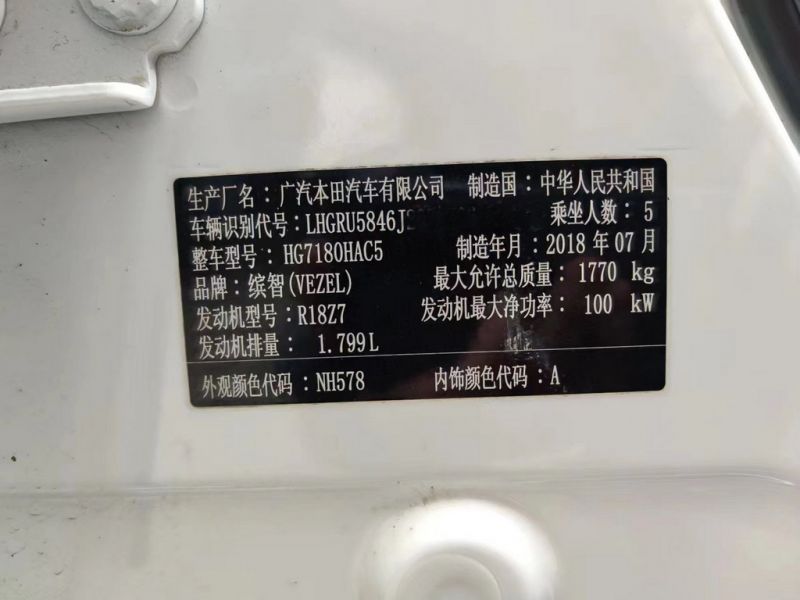 生产厂名：广汽本田汽车有限公司 制造国：中华人民共和国
车辆识别代号：LHGRU5846J 乘坐人数：5
整车型号：HG7180HAC5 制造年月：2018 年 07 月
品牌：缤智(VEZEL) 最大允许总质量：1770 kg
发动机型号：R18Z7 发动机最大净功率：100 kW
发动机排量：1.799L
外观颜色代码：NH578 内饰颜色代码：A